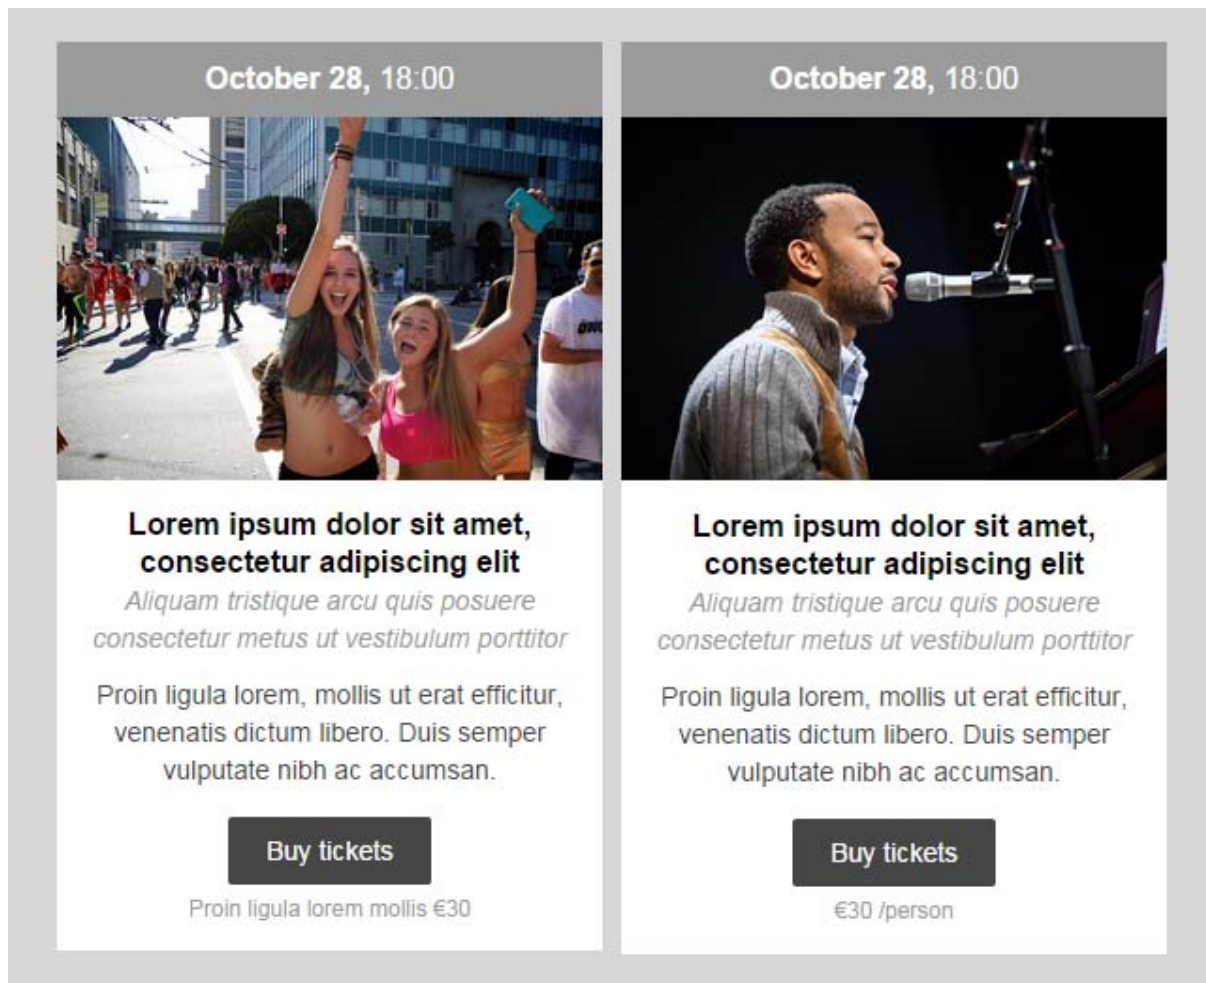 October 28, 18:00
Lorem ipsum dolor sit amet,
consectetur adipiscing elit
Aliquam tristique arcu quis posuere
consectetur metus ut vestibulum porttitor
Proin ligula lorem, mollis ut erat efficitur,
venenatis dictum libero. Duis semper
vulputate nibh ac accumsan.
Buy tickets
Proin ligula lorem mollis €30
October 28, 18:00
Lorem ipsum dolor sit amet,
consectetur adipiscing elit
Aliquam tristique arcu quis posuere
consectetur metus ut vestibulum porttitor
Proin ligula lorem, mollis ut erat efficitur,
venenatis dictum libero. Duis semper
vulputate nibh ac accumsan.
Buy tickets
€30 /person